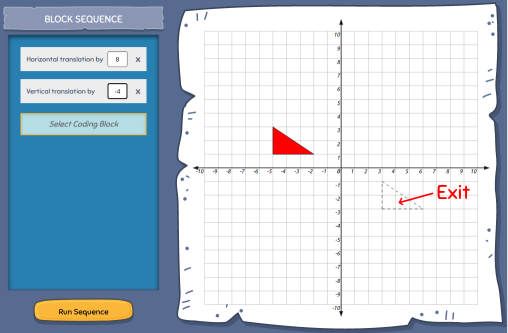 BLOCK SEQUENCE
Horizontal translation by 8 X
Vertical translation by -4 X
Select Coding Block
Run Sequence
10
9
8
7
6
5
4
3
2
1
-10 -9 -8 -7 -6 -5 -4 -3 -2 -1 0 1 2 3 4 5 6 7 8 9 10
-1
-2
Exit
-3
-4
-5
-6
-7
-8
-9
-10